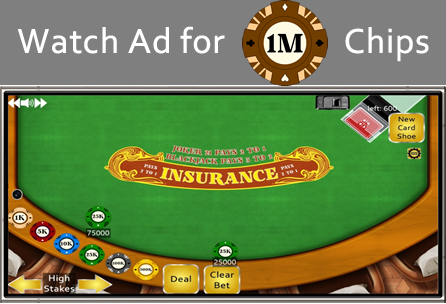 Watch Ad for 1M Chips
left: 600
New
Card
Shoe
JOKER 21 PAYS 2 TO 1
BLACKJACK PAYS 3 TO 2
PAYS
2 TO 1
INSURANCE
PAYS
2 TO 1
1K
5K
10K
25K
100K
500K
25K
75000
25K
25000
High
Stakes
Deal
Clear
Bet